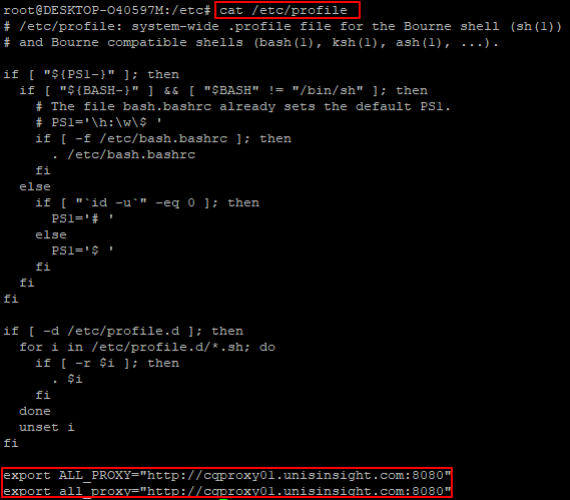 root@DESKTOP-O40597M:/etc# cat /etc/profile
# /etc/profile: system-wide .profile file for the Bourne shell (sh(1))
# and Bourne compatible shells (bash(1), ksh(1), ash(1), ...).

if [ "${PS1-}" ]; then
  if [ "${BASH-}" ] && [ "$BASH" != "/bin/sh" ]; then
    # The file bash.bashrc already sets the default PS1.
    # PS1='\h:\w\$ '
    if [ -f /etc/bash.bashrc ]; then
      . /etc/bash.bashrc
    fi
  else
    if [ "`id -u`" -eq 0 ]; then
      PS1='# '
    else
      PS1='$ '
    fi
  fi
fi

if [ -d /etc/profile.d ]; then
  for i in /etc/profile.d/*.sh; do
    if [ -r $i ]; then
      . $i
    fi
  done
  unset i
fi

export ALL_PROXY="http://cqproxy01.unisinsight.com:8080"
export all_proxy="http://cqproxy01.unisinsight.com:8080"